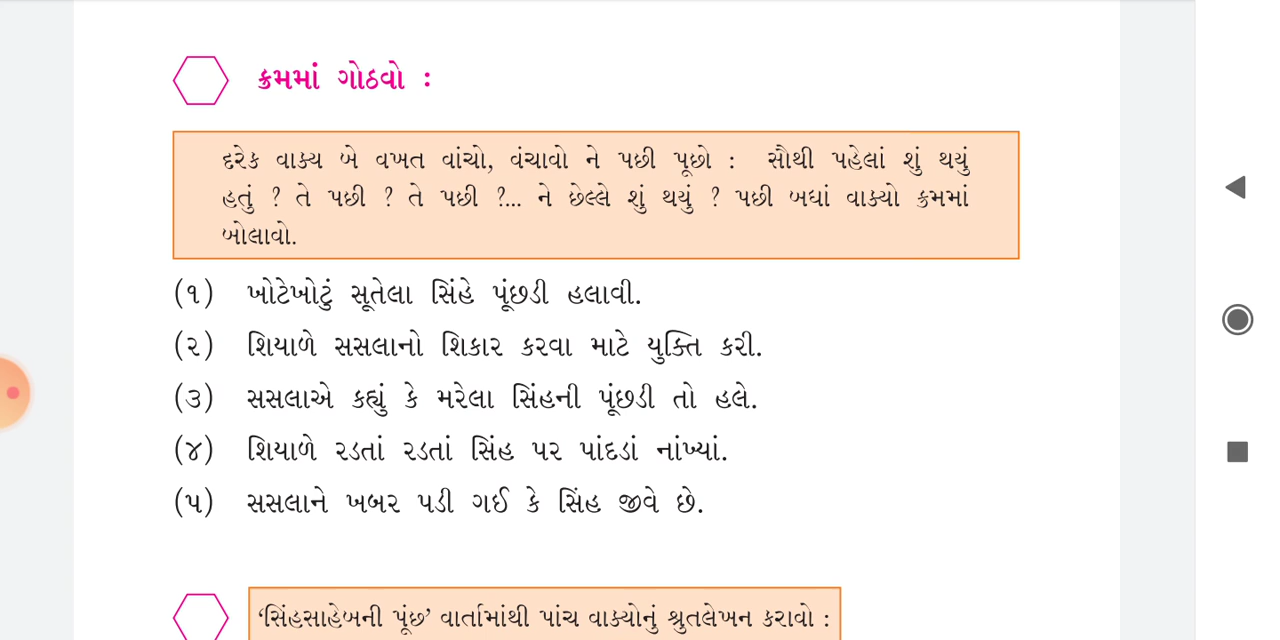 ક્રમમાં ગોઠવો :
દરેક વાક્ય બે વખત વાંચો, વંચાવો ને પછી પૂછો : સૌથી પહેલાં શું થયું
હતું ? તે પછી ? તે પછી ?... ને છેલ્લે શું થયું ? પછી બધાં વાક્યો ક્રમમાં
બોલાવો.
(૧) ખોટેખોટું સૂતેલા સિંહે પૂંછડી હલાવી.
(૨) શિયાળે સસલાનો શિકાર કરવા માટે યુક્તિ કરી.
(૩) સસલાએ કહ્યું કે મરેલા સિંહની પૂંછડી તો હલે.
(૪) શિયાળે રડતાં રડતાં સિંહ પર પાંદડાં નાંખ્યાં.
(૫) સસલાને ખબર પડી ગઈ કે સિંહ જીવે છે.
‘સિંહસાહેબની પૂંછ’ વાર્તામાંથી પાંચ વાક્યોનું શ્રુતલેખન કરાવો :